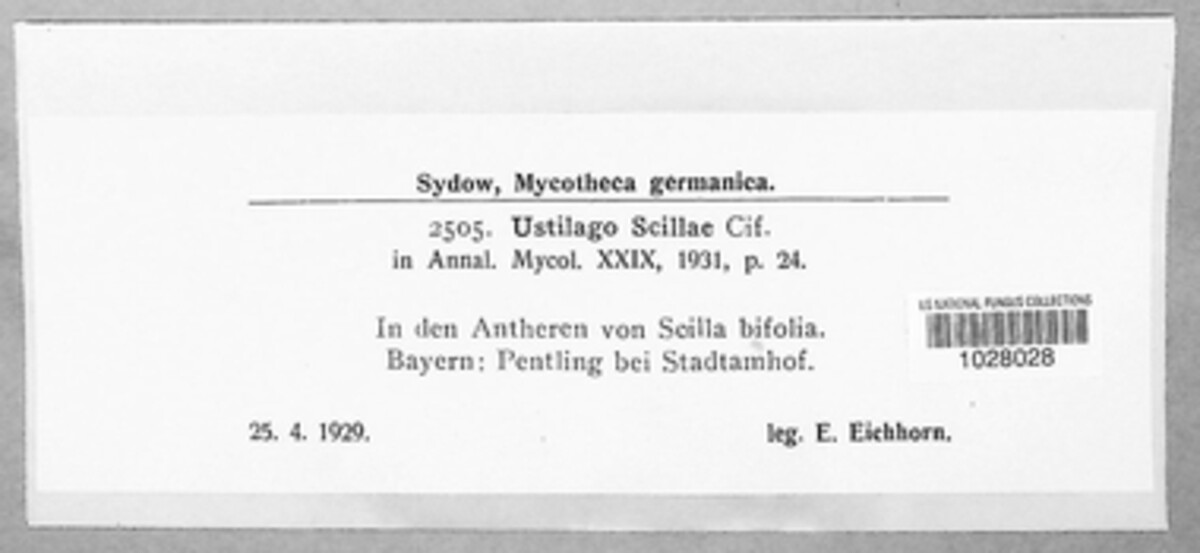 Sydow, Mycotheca germanica.
2505. Ustilago Scillae Cif.
in Annal. Mycol. XXIX, 1931, p. 24.
In den Antheren von Scilla bifolia.
Bayern: Pentling bei Stadtamhof.
25. 4. 1929.
leg. E. Eichhorn.
US NATIONAL FUNGUS COLLECTIONS
1028028